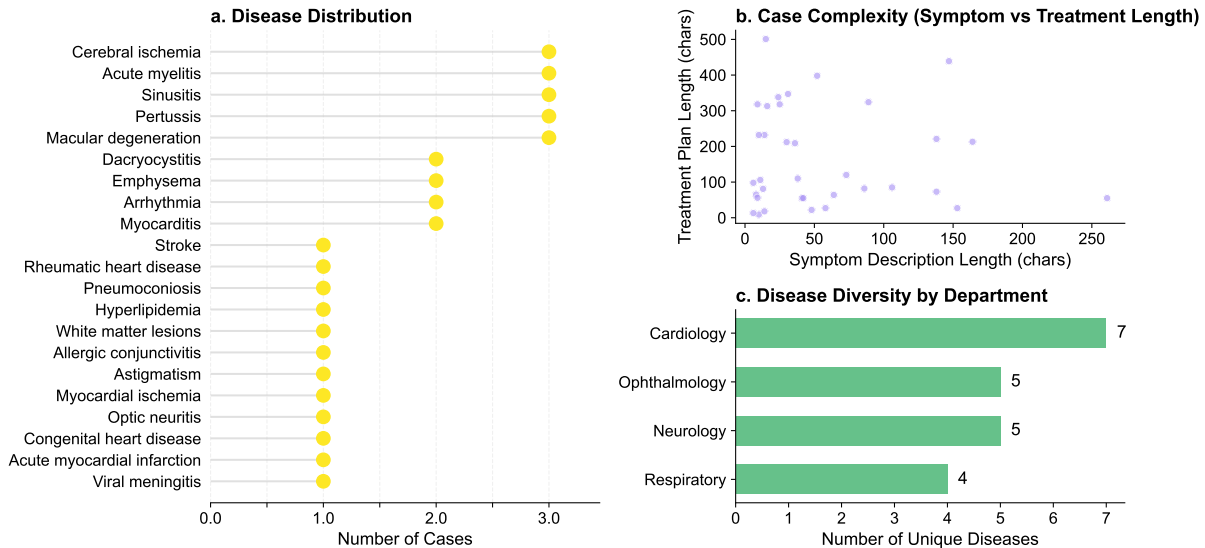 a. Disease Distribution
Cerebral ischemia
Acute myelitis
Sinusitis
Pertussis
Macular degeneration
Dacryocystitis
Emphysema
Arrhythmia
Myocarditis
Stroke
Rheumatic heart disease
Pneumoconiosis
Hyperlipidemia
White matter lesions
Allergic conjunctivitis
Astigmatism
Myocardial ischemia
Optic neuritis
Congenital heart disease
Acute myocardial infarction
Viral meningitis
0.0 1.0 2.0 3.0
Number of Cases
b. Case Complexity (Symptom vs Treatment Length)
Treatment Plan Length (chars)
500
400
300
200
100
0
0 50 100 150 200 250
Symptom Description Length (chars)
c. Disease Diversity by Department
Cardiology 7
Ophthalmology 5
Neurology 5
Respiratory 4
0 1 2 3 4 5 6 7
Number of Unique Diseases